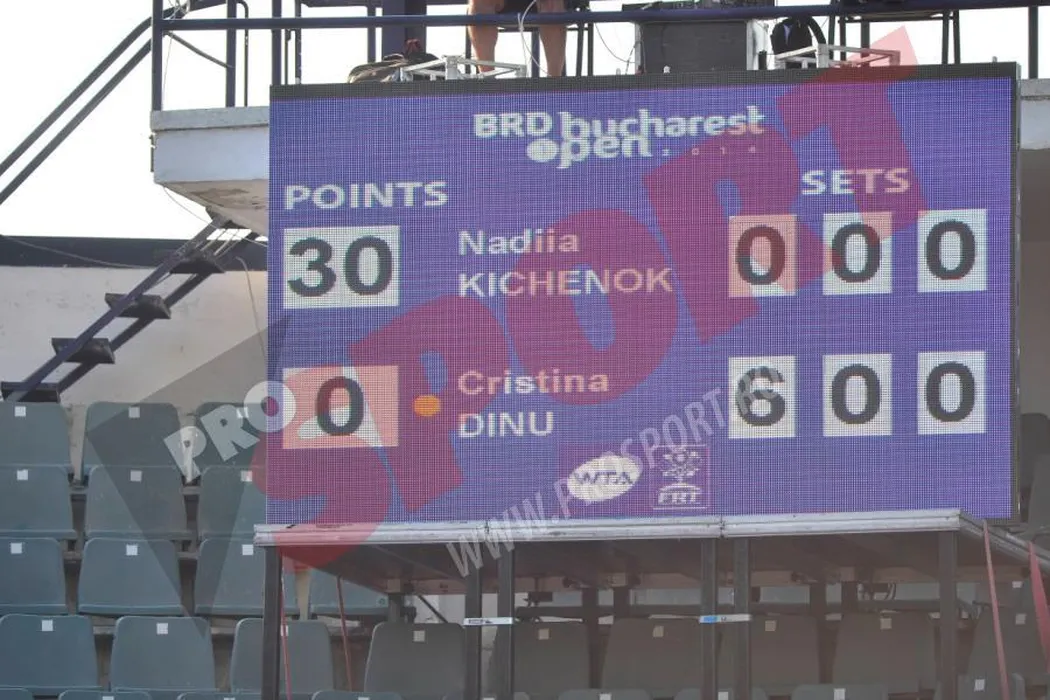 BRD bucharest
open 2014
POINTS SETS
30 Nadiia KICHENOK 0 0 0
0 Cristina DINU 6 0 0
WTA FRT
PRO SPORT
WWW.PROSPORT.RO